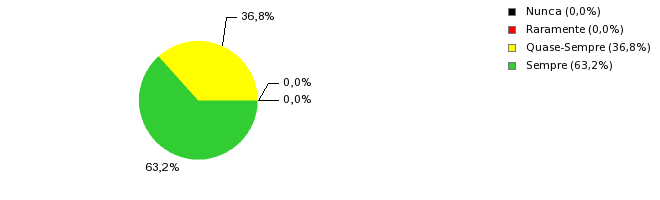 36,8%
0,0%
0,0%
63,2%
Nunca (0,0%)
Raramente (0,0%)
Quase-Sempre (36,8%)
Sempre (63,2%)